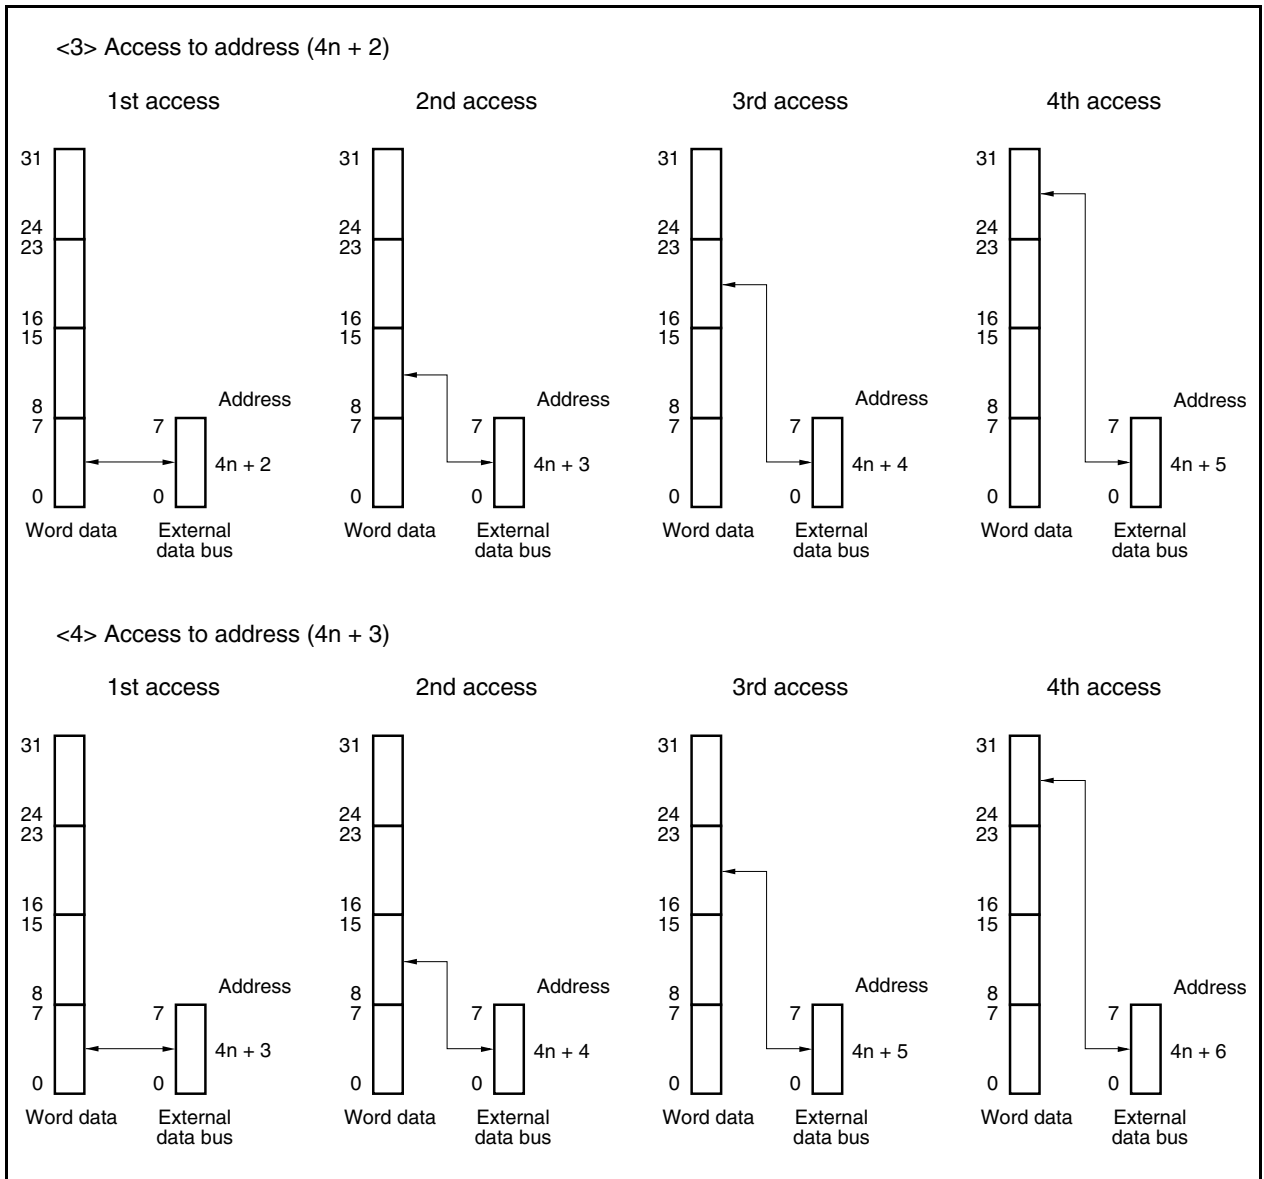 <3> Access to address (4n + 2)
1st access 2nd access 3rd access 4th access
31 31 31 31
24 24 24 24
23 23 23 23
16 16 16 16
15 15 15 15
Address Address Address Address
8 8 8 8
7 7 7 7 7 7 7 7
4n + 2 4n + 3 4n + 4 4n + 5
0 0 0 0 0 0 0 0
Word data External Word data External Word data External Word data External
data bus data bus data bus data bus
<4> Access to address (4n + 3)
1st access 2nd access 3rd access 4th access
31 31 31 31
24 24 24 24
23 23 23 23
16 16 16 16
15 15 15 15
Address Address Address Address
8 8 8 8
7 7 7 7 7 7 7 7
4n + 3 4n + 4 4n + 5 4n + 6
0 0 0 0 0 0 0 0
Word data External Word data External Word data External Word data External
data bus data bus data bus data bus